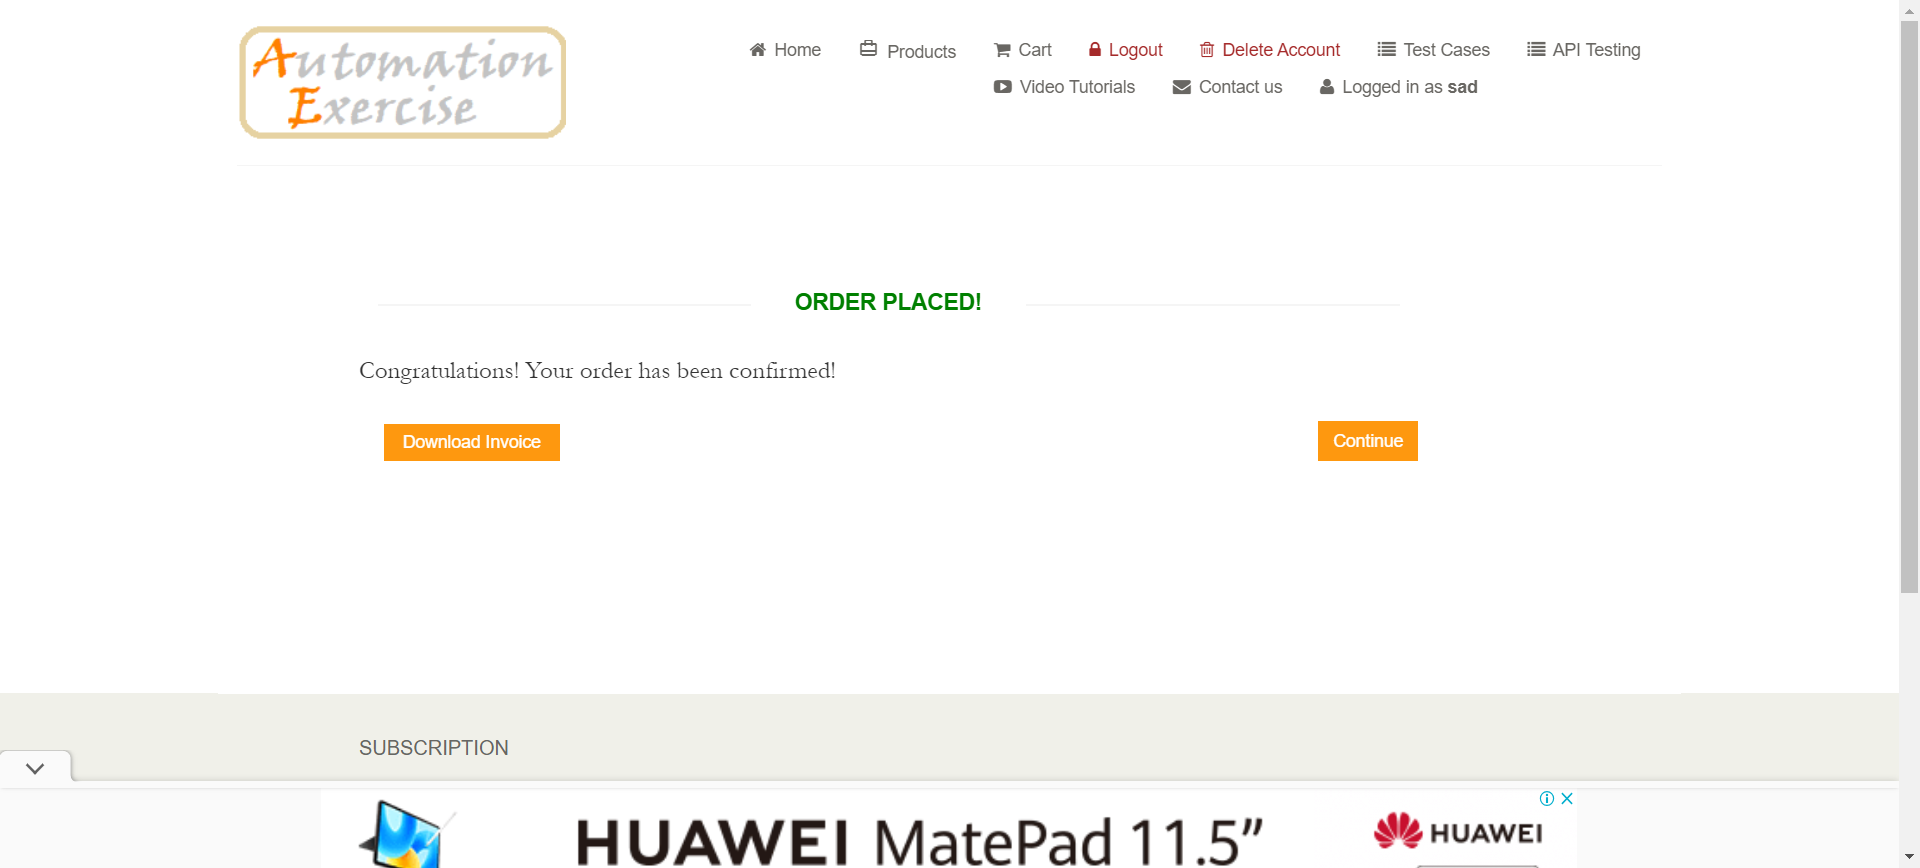 Automation
Exercise
Home Products Cart Logout Delete Account Test Cases API Testing
Video Tutorials Contact us Logged in as sad
ORDER PLACED!
Congratulations! Your order has been confirmed!
Download Invoice Continue
SUBSCRIPTION
HUAWEI MatePad 11.5″ HUAWEI